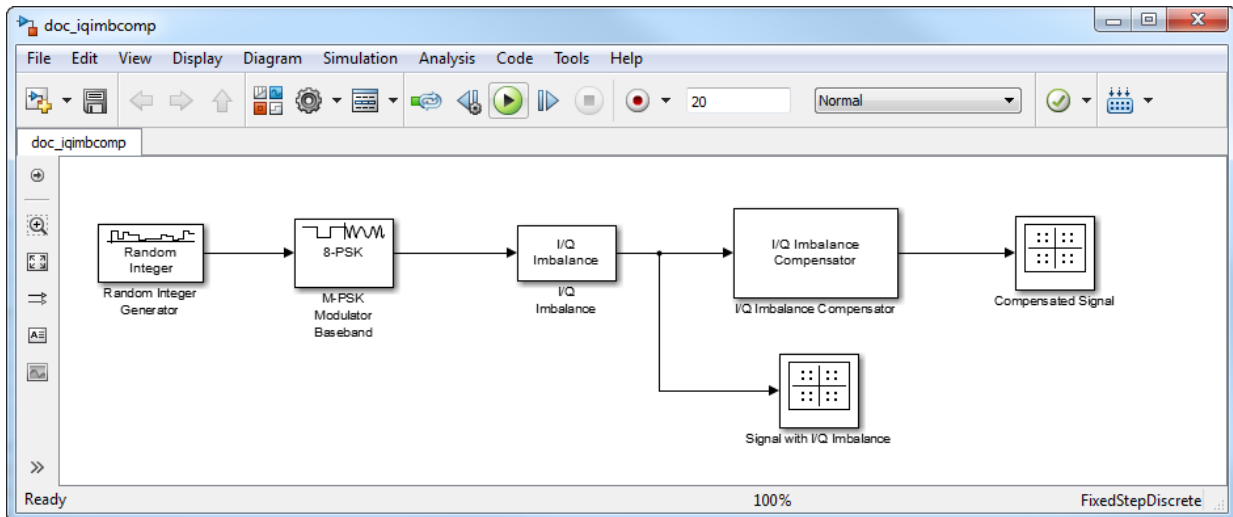 doc_iqimbcomp
File Edit View Display Diagram Simulation Analysis Code Tools Help
20 Normal
doc_iqimbcomp
Random
Integer
Random Integer
Generator
8-PSK
M-PSK
Modulator
Baseband
I/Q
Imbalance
I/Q
Imbalance
I/Q Imbalance
Compensator
I/Q Imbalance Compensator
Compensated Signal
Signal with I/Q Imbalance
Ready 100% FixedStepDiscrete